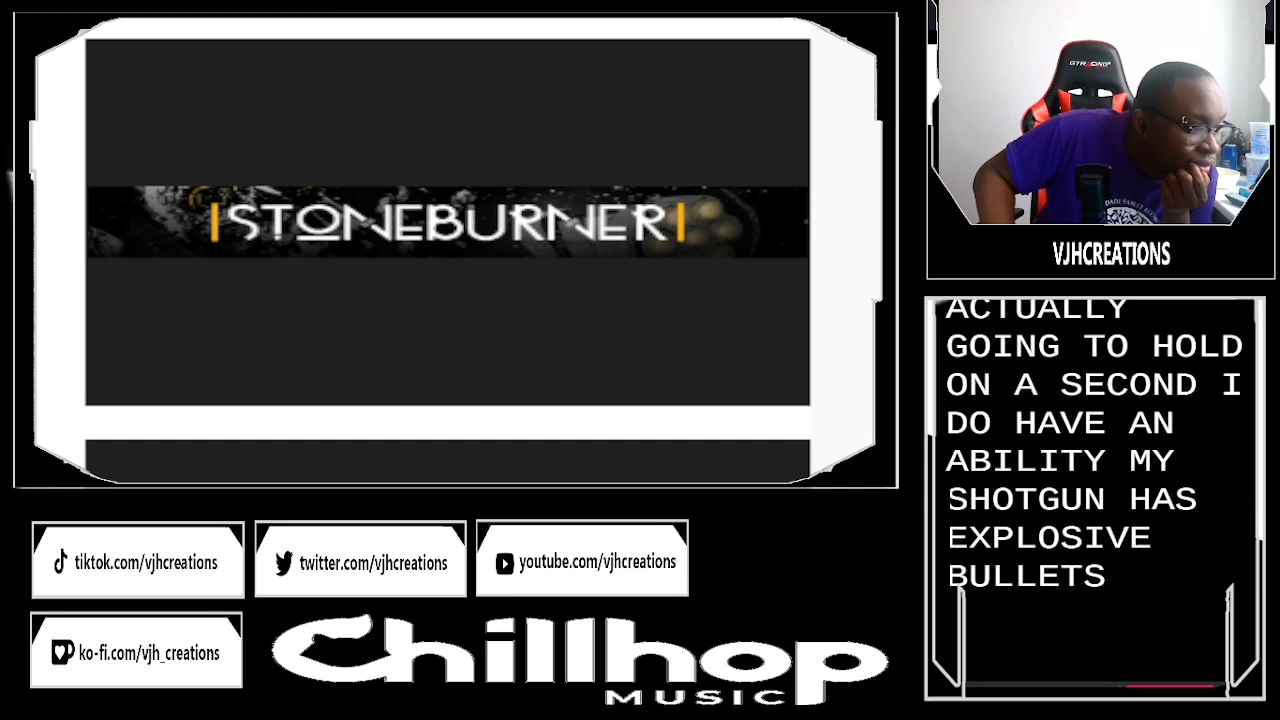 |STONEBURNER|
GTRACING
VJHCREATIONS
ACTUALLY
GOING TO HOLD
ON A SECOND I
DO HAVE AN
ABILITY MY
SHOTGUN HAS
EXPLOSIVE
BULLETS
tiktok.com/vjhcreations
twitter.com/vjhcreations
youtube.com/vjhcreations
ko-fi.com/vjh_creations
Chillhop
MUSIC